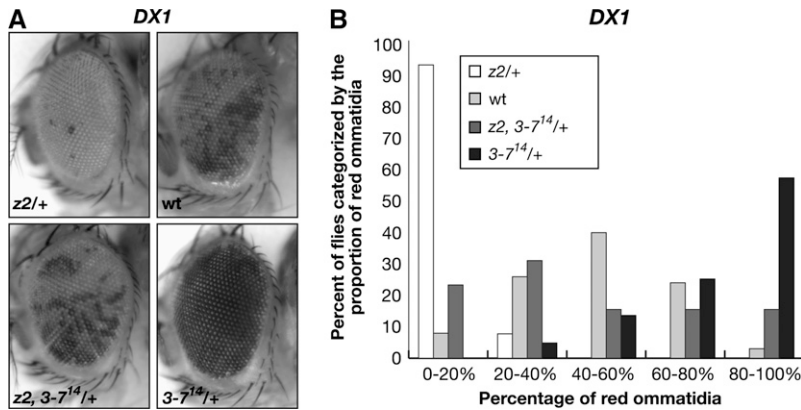 A
DX1
z2/+
wt
z2, 3-7¹⁴/+
3-7¹⁴/+
B
DX1
Percent of flies categorized by the
proportion of red ommatidia
100
90
80
70
60
50
40
30
20
10
0
z2/+
wt
z2, 3-7¹⁴/+
3-7¹⁴/+
0-20%
20-40%
40-60%
60-80%
80-100%
Percentage of red ommatidia